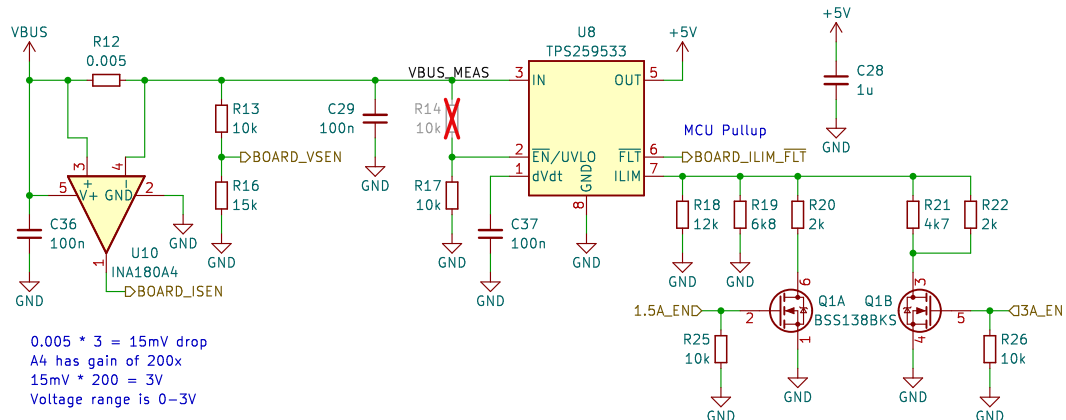 VBUS
R12
0.005
VBUS_MEAS
U8
TPS259533
+5V
+5V
C28
1u
GND
3
IN
OUT
5
R13
10k
C29
100n
GND
R14
10k
MCU Pullup
2
EN/UVLO
FLT
6
BOARD_ILIM_FLT
1
dVdt
GND
ILIM
7
8
GND
BOARD_VSEN
R16
15k
GND
R17
10k
GND
C37
100n
GND
3
4
+
−
5
V+
GND
2
GND
C36
100n
GND
1
U10
INA180A4
BOARD_ISEN
R18
12k
GND
R19
6k8
GND
R20
2k
R21
4k7
R22
2k
1.5A_EN
2
6
1
Q1A
BSS138BKS
Q1B
3
4
5
3A_EN
R25
10k
GND
GND
GND
R26
10k
GND
0.005 * 3 = 15mV drop
A4 has gain of 200x
15mV * 200 = 3V
Voltage range is 0-3V